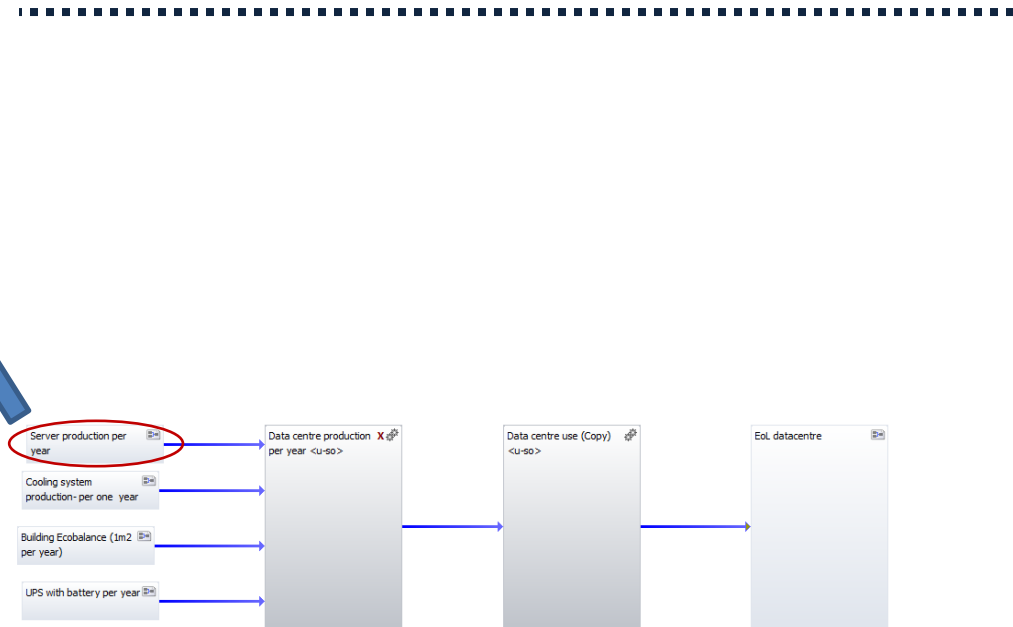 Server production per
year
Cooling system
production- per one  year
Building Ecobalance (1m2
per year)
UPS with battery per year
Data centre production X
per year <u-so>
Data centre use (Copy)
<u-so>
EoL datacentre